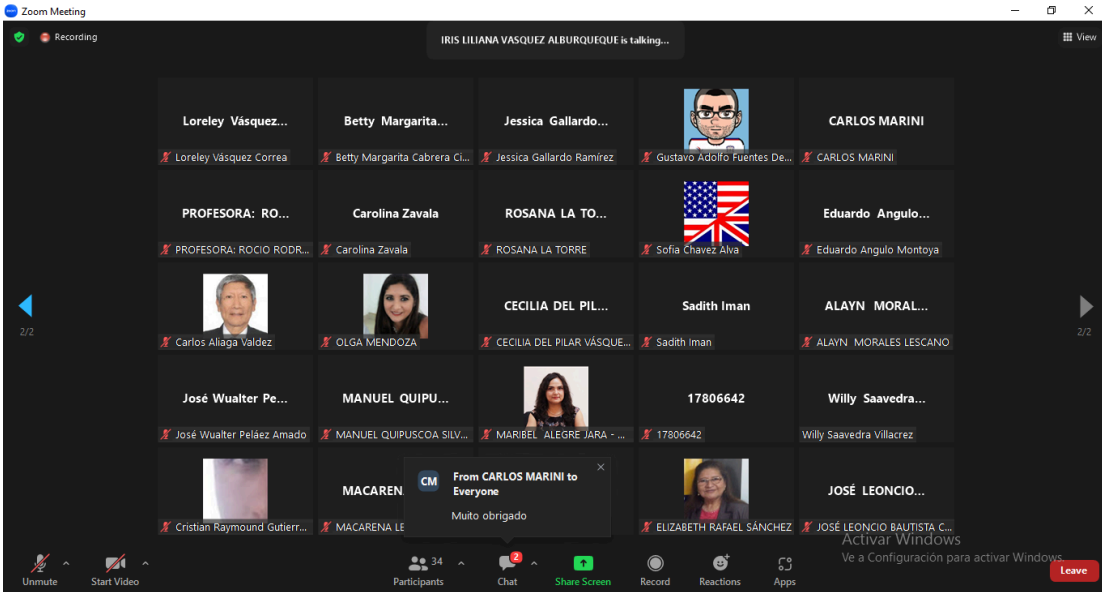 Zoom Meeting
Recording
IRIS LILIANA VASQUEZ ALBURQUEQUE is talking...
View
Loreley Vásquez...
Betty Margarita...
Jessica Gallardo...
CARLOS MARINI
Loreley Vásquez Correa
Betty Margarita Cabrera Ci...
Jessica Gallardo Ramírez
Gustavo Adolfo Fuentes De...
CARLOS MARINI
PROFESORA: RO...
Carolina Zavala
ROSANA LA TO...
Eduardo Angulo...
PROFESORA: ROCIO RODR...
Carolina Zavala
ROSANA LA TORRE
Sofia Chavez Alva
Eduardo Angulo Montoya
CECILIA DEL PIL...
Sadith Iman
ALAYN MORAL...
2/2
2/2
Carlos Aliaga Valdez
OLGA MENDOZA
CECILIA DEL PILAR VÁSQUE...
Sadith Iman
ALAYN MORALES LESCANO
José Wualter Pe...
MANUEL QUIPU...
17806642
Willy Saavedra...
José Wualter Peláez Amado
MANUEL QUIPUSCOA SILV...
MARIBEL ALEGRE JARA - ...
17806642
Willy Saavedra Villacrez
CM
From CARLOS MARINI to
Everyone
Muito obrigado
MACAREN
JOSÉ LEONCIO...
Cristian Raymound Gutierr...
MACARENA LE
ELIZABETH RAFAEL SÁNCHEZ
JOSÉ LEONCIO BAUTISTA C...
Activar Windows
Ve a Configuración para activar Windows.
Unmute
Start Video
34
Participants
2
Chat
Share Screen
Record
Reactions
Apps
Leave